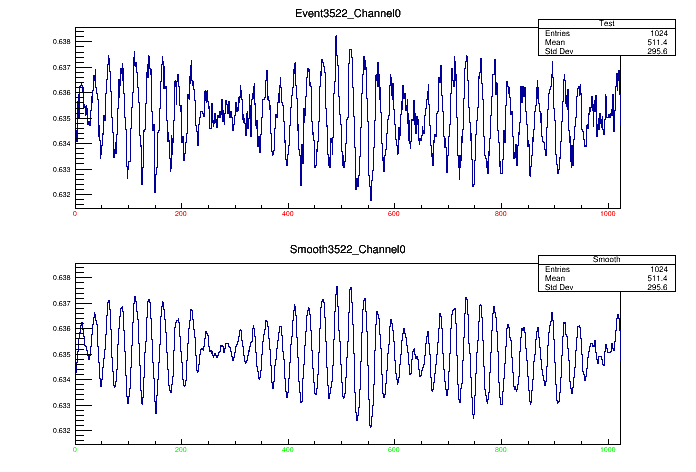 Event3522_Channel0
Test
Entries 1024
Mean 511.4
Std Dev 295.6
0.638
0.637
0.636
0.635
0.634
0.633
0.632
0 200 400 600 800 1000
Smooth3522_Channel0
Smooth
Entries 1024
Mean 511.4
Std Dev 295.6
0.638
0.637
0.636
0.635
0.634
0.633
0.632
0 200 400 600 800 1000